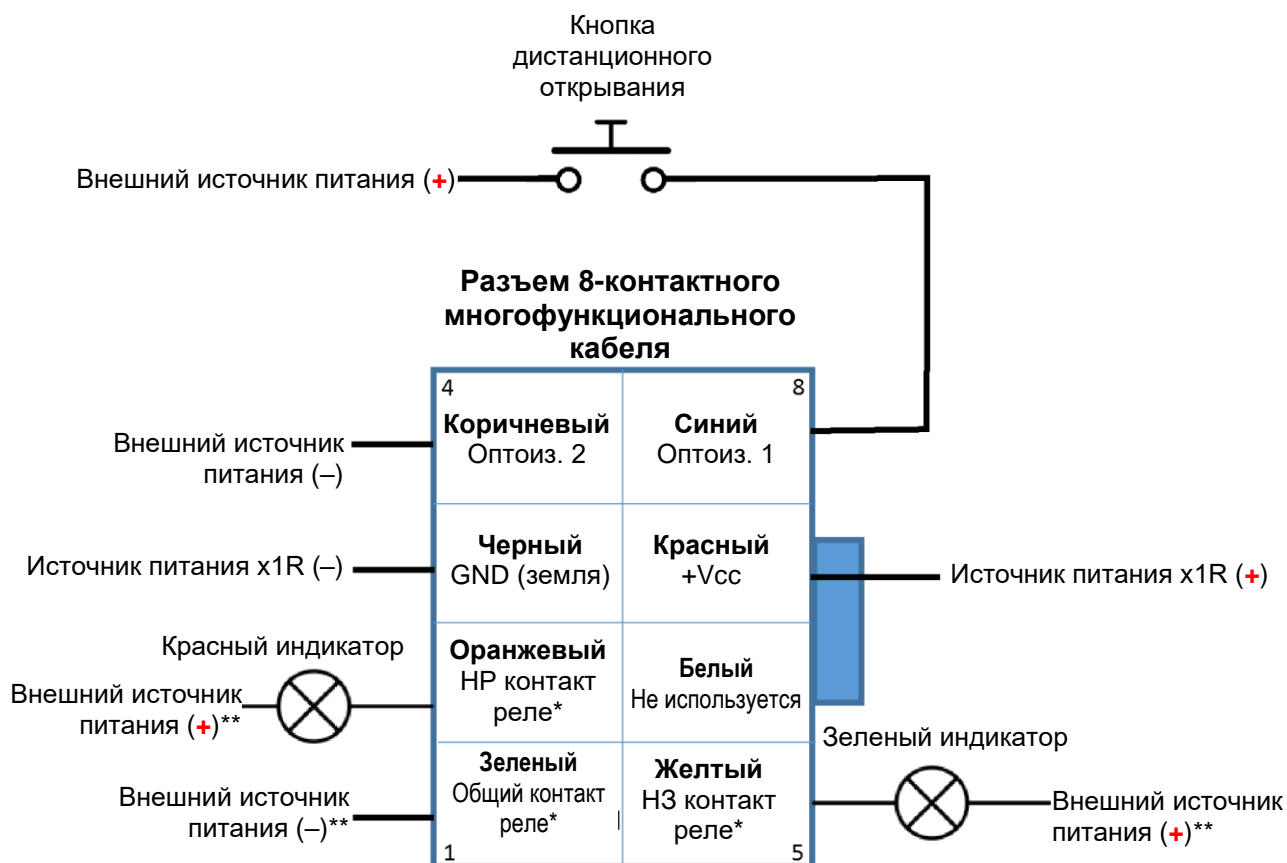 Кнопка
дистанционного
открывания
Внешний источник питания (+)
Разъем 8-контактного
многофункционального
кабеля
4
8
Коричневый
Оптоиз. 2
Синий
Оптоиз. 1
Внешний источник
питания (–)
Черный
GND (земля)
Красный
+Vcc
Источник питания x1R (–)
Источник питания x1R (+)
Красный индикатор
Внешний источник
питания (+)**
Оранжевый
НР контакт
реле*
Белый
Не используется
Зеленый индикатор
Внешний источник
питания (–)**
Зеленый
Общий контакт
реле*
Желтый
НЗ контакт
реле*
Внешний источник
питания (+)**
1
5